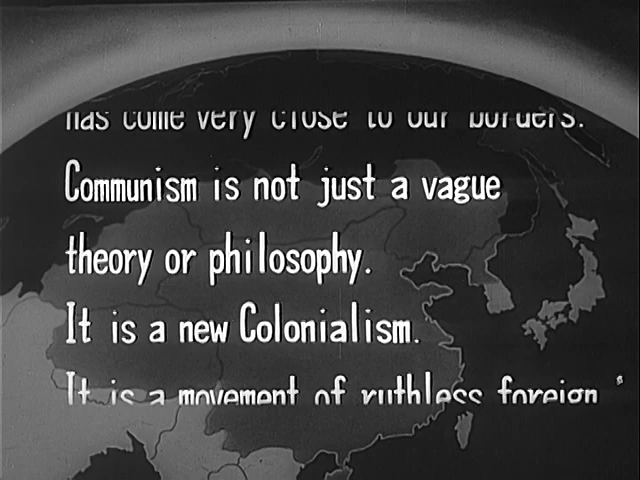 has come very close to our borders.
Communism is not just a vague
theory or philosophy.
It is a new Colonialism.
It is a movement of ruthless foreign